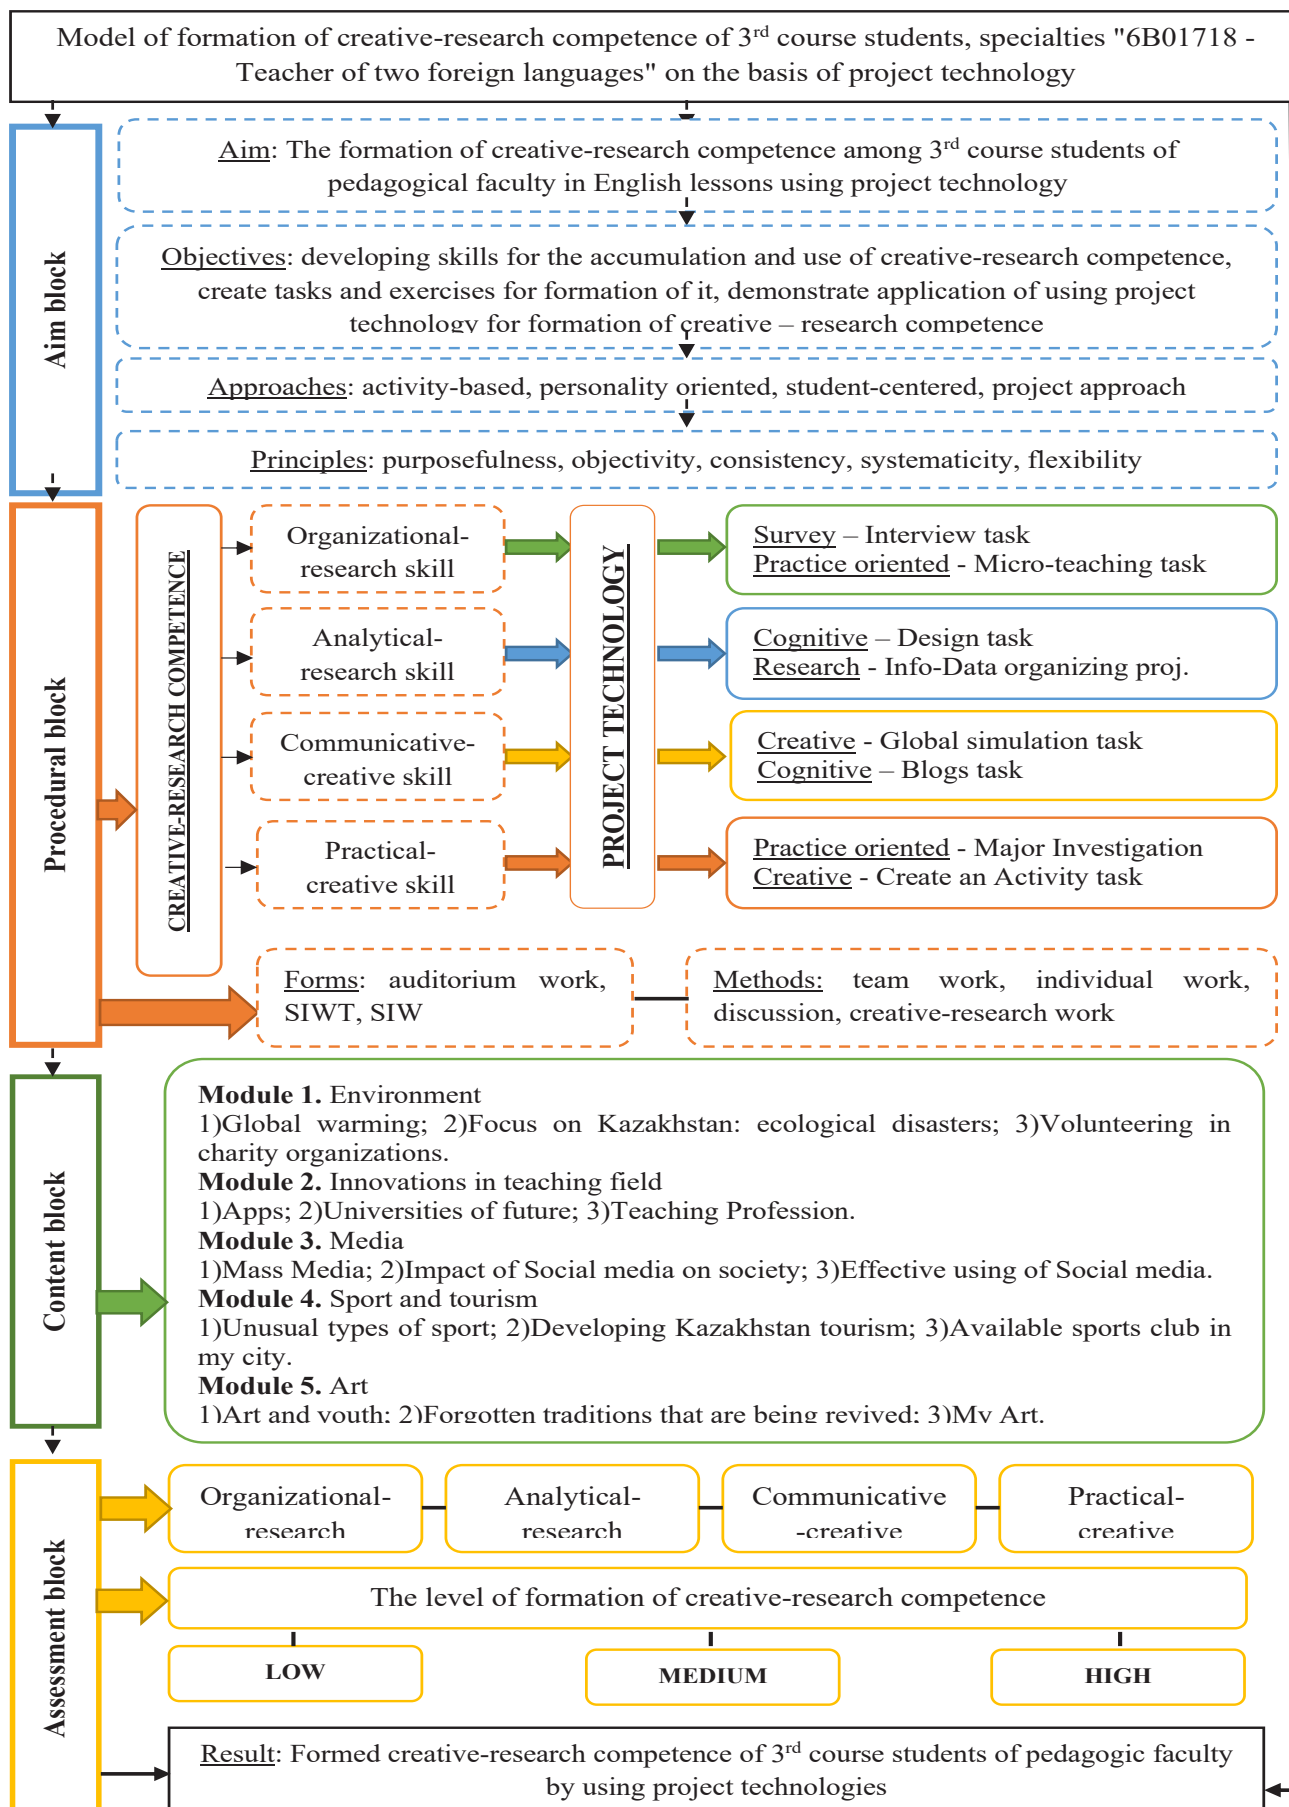 Model of formation of creative-research competence of 3rd course students, specialties "6B01718 -
Teacher of two foreign languages" on the basis of project technology
Aim block
Aim: The formation of creative-research competence among 3rd course students of
pedagogical faculty in English lessons using project technology
Objectives: developing skills for the accumulation and use of creative-research competence,
create tasks and exercises for formation of it, demonstrate application of using project
technology for formation of creative – research competence
Approaches: activity-based, personality oriented, student-centered, project approach
Principles: purposefulness, objectivity, consistency, systematicity, flexibility
Procedural block
CREATIVE-RESEARCH COMPETENCE
Organizational-
research skill
Analytical-
research skill
Communicative-
creative skill
Practical-
creative skill
PROJECT TECHNOLOGY
Survey – Interview task
Practice oriented - Micro-teaching task
Cognitive – Design task
Research - Info-Data organizing proj.
Creative - Global simulation task
Cognitive – Blogs task
Practice oriented - Major Investigation
Creative - Create an Activity task
Forms: auditorium work,
SIWT, SIW
Methods: team work, individual work,
discussion, creative-research work
Content block
Module 1. Environment
1)Global warming; 2)Focus on Kazakhstan: ecological disasters; 3)Volunteering in
charity organizations.
Module 2. Innovations in teaching field
1)Apps; 2)Universities of future; 3)Teaching Profession.
Module 3. Media
1)Mass Media; 2)Impact of Social media on society; 3)Effective using of Social media.
Module 4. Sport and tourism
1)Unusual types of sport; 2)Developing Kazakhstan tourism; 3)Available sports club in
my city.
Module 5. Art
1)Art and youth; 2)Forgotten traditions that are being revived; 3)My Art.
Assessment block
Organizational-
research
Analytical-
research
Communicative
-creative
Practical-
creative
The level of formation of creative-research competence
LOW
MEDIUM
HIGH
Result: Formed creative-research competence of 3rd course students of pedagogic faculty
by using project technologies